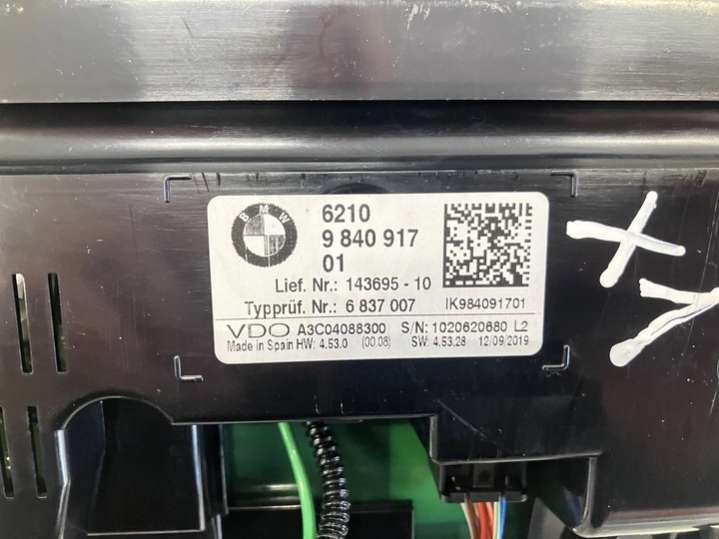 BMW
6210
9 840 917
01
Lief. Nr.: 143695 - 10
Typprüf. Nr.: 6 837 007
IK984091701
VDO A3C04088300 S/N: 1020620680 L2
Made in Spain HW: 4.53.0 (00.08) SW: 4.53.28 12/09/2019
X1